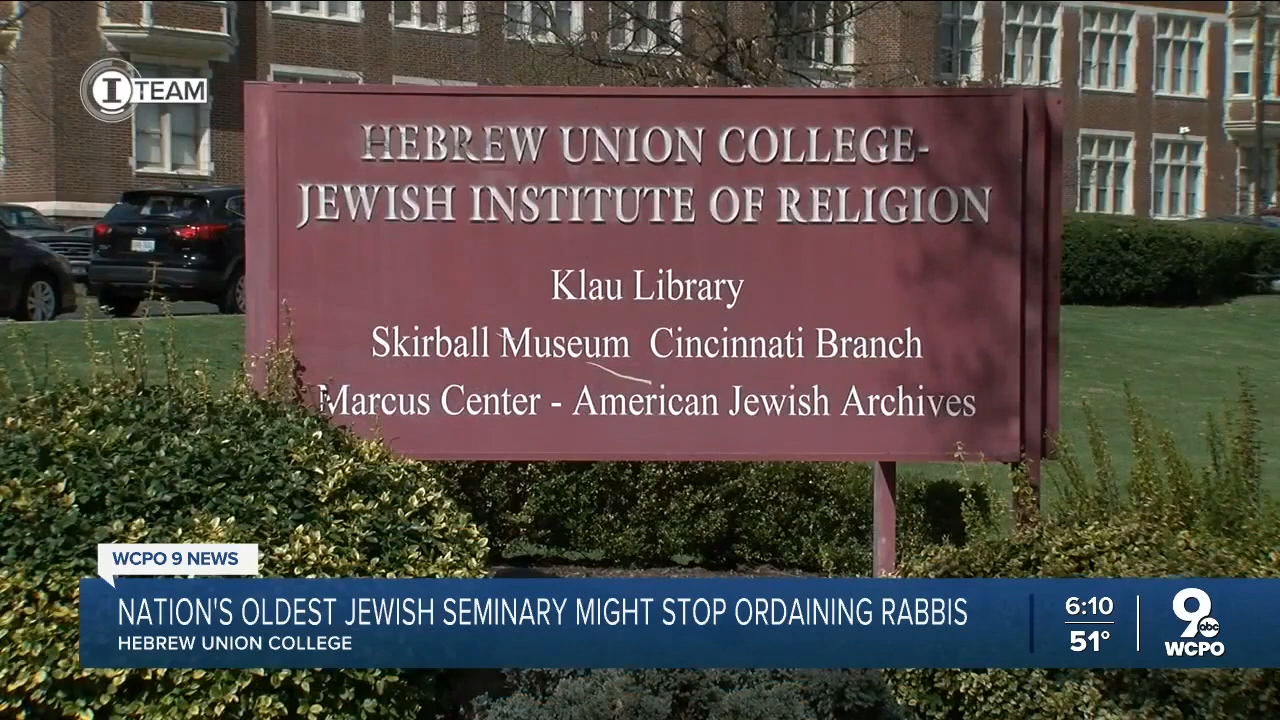 I TEAM
HEBREW UNION COLLEGE-
JEWISH INSTITUTE OF RELIGION
Klau Library
Skirball Museum Cincinnati Branch
Marcus Center - American Jewish Archives
WCPO 9 NEWS
NATION'S OLDEST JEWISH SEMINARY MIGHT STOP ORDAINING RABBIS
HEBREW UNION COLLEGE
6:10
51°
9
abc
WCPO